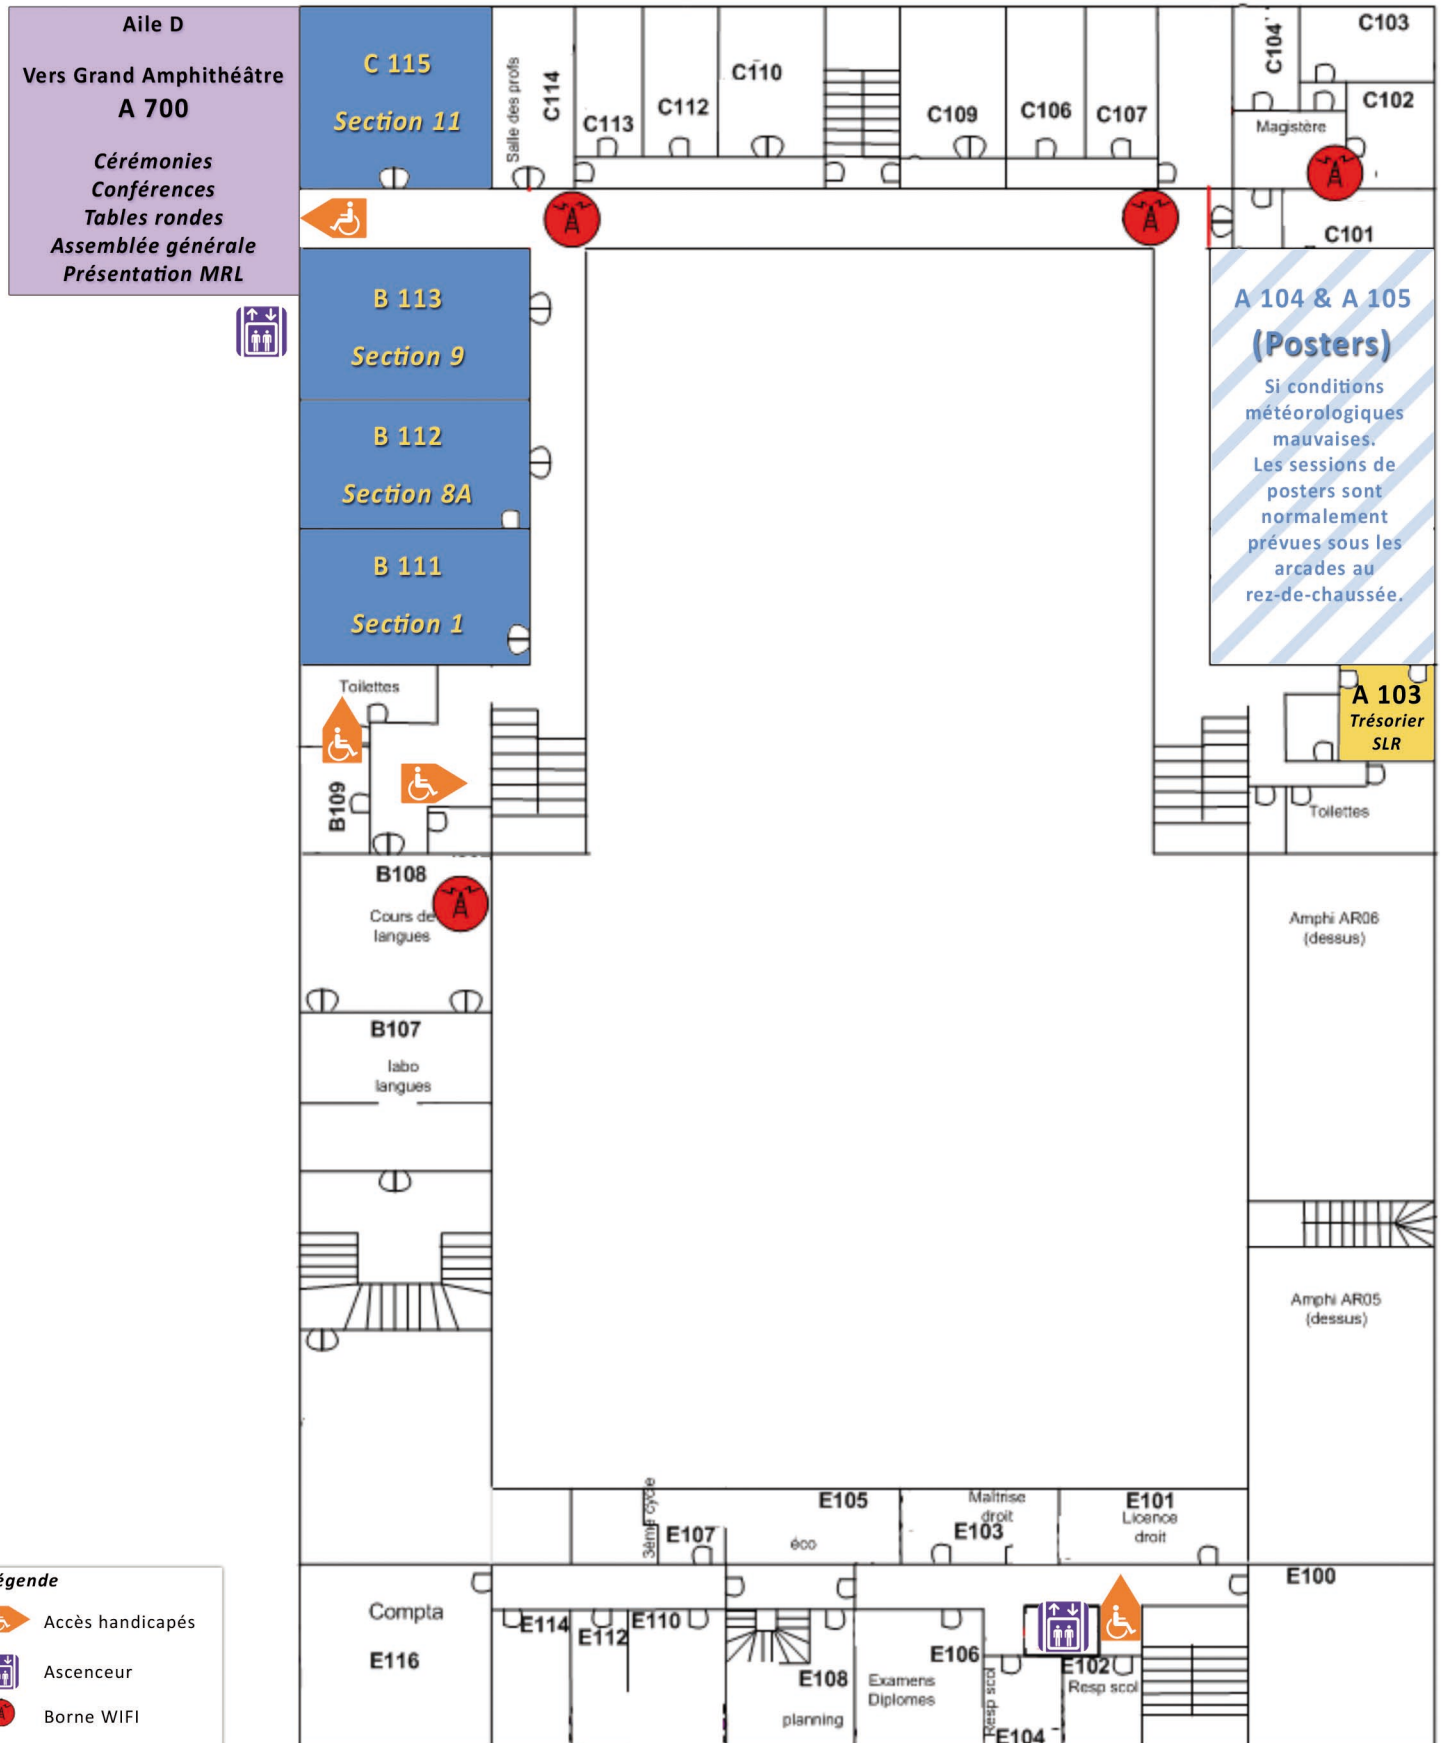 Aile D
Vers Grand Amphithéâtre
A 700
Cérémonies
Conférences
Tables rondes
Assemblée générale
Présentation MRL
C 115
Section 11
Salle des profs
C114
C113
C112
C110
C109
C106
C107
C104
C103
C102
Magistère
C101
B 113
Section 9
B 112
Section 8A
B 111
Section 1
A 104 & A 105
(Posters)
Si conditions
météorologiques
mauvaises.
Les sessions de
posters sont
normalement
prévues sous les
arcades au
rez-de-chaussée.
A 103
Trésorier
SLR
Toilettes
Toilettes
B109
B108
Cours de
langues
B107
labo
langues
Amphi AR06
(dessus)
Amphi AR05
(dessus)
3ème cycle
E107
E105
éco
Maîtrise
droit
E103
E101
Licence
droit
E100
Compta
E116
E114
E112
E110
E108
planning
E106
Examens
Diplomes
Resp scol
E104
E102
Resp scol
égende
Accès handicapés
Ascenceur
Borne WIFI